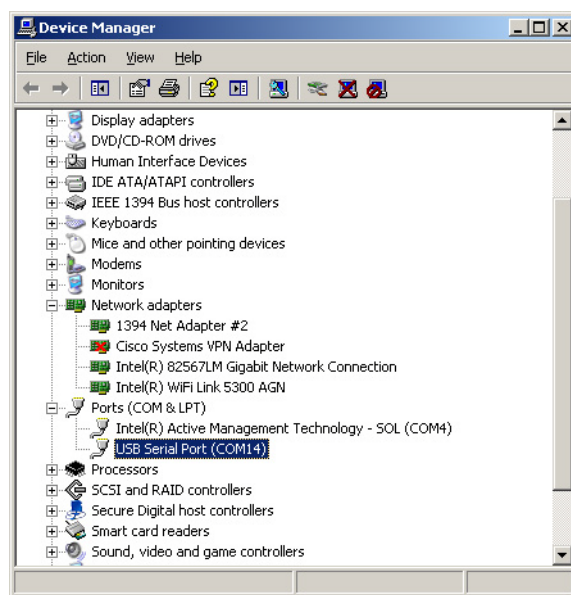 Device Manager
File Action View Help
Display adapters
DVD/CD-ROM drives
Human Interface Devices
IDE ATA/ATAPI controllers
IEEE 1394 Bus host controllers
Keyboards
Mice and other pointing devices
Modems
Monitors
Network adapters
1394 Net Adapter #2
Cisco Systems VPN Adapter
Intel(R) 82567LM Gigabit Network Connection
Intel(R) WiFi Link 5300 AGN
Ports (COM & LPT)
Intel(R) Active Management Technology - SOL (COM4)
USB Serial Port (COM14)
Processors
SCSI and RAID controllers
Secure Digital host controllers
Smart card readers
Sound, video and game controllers